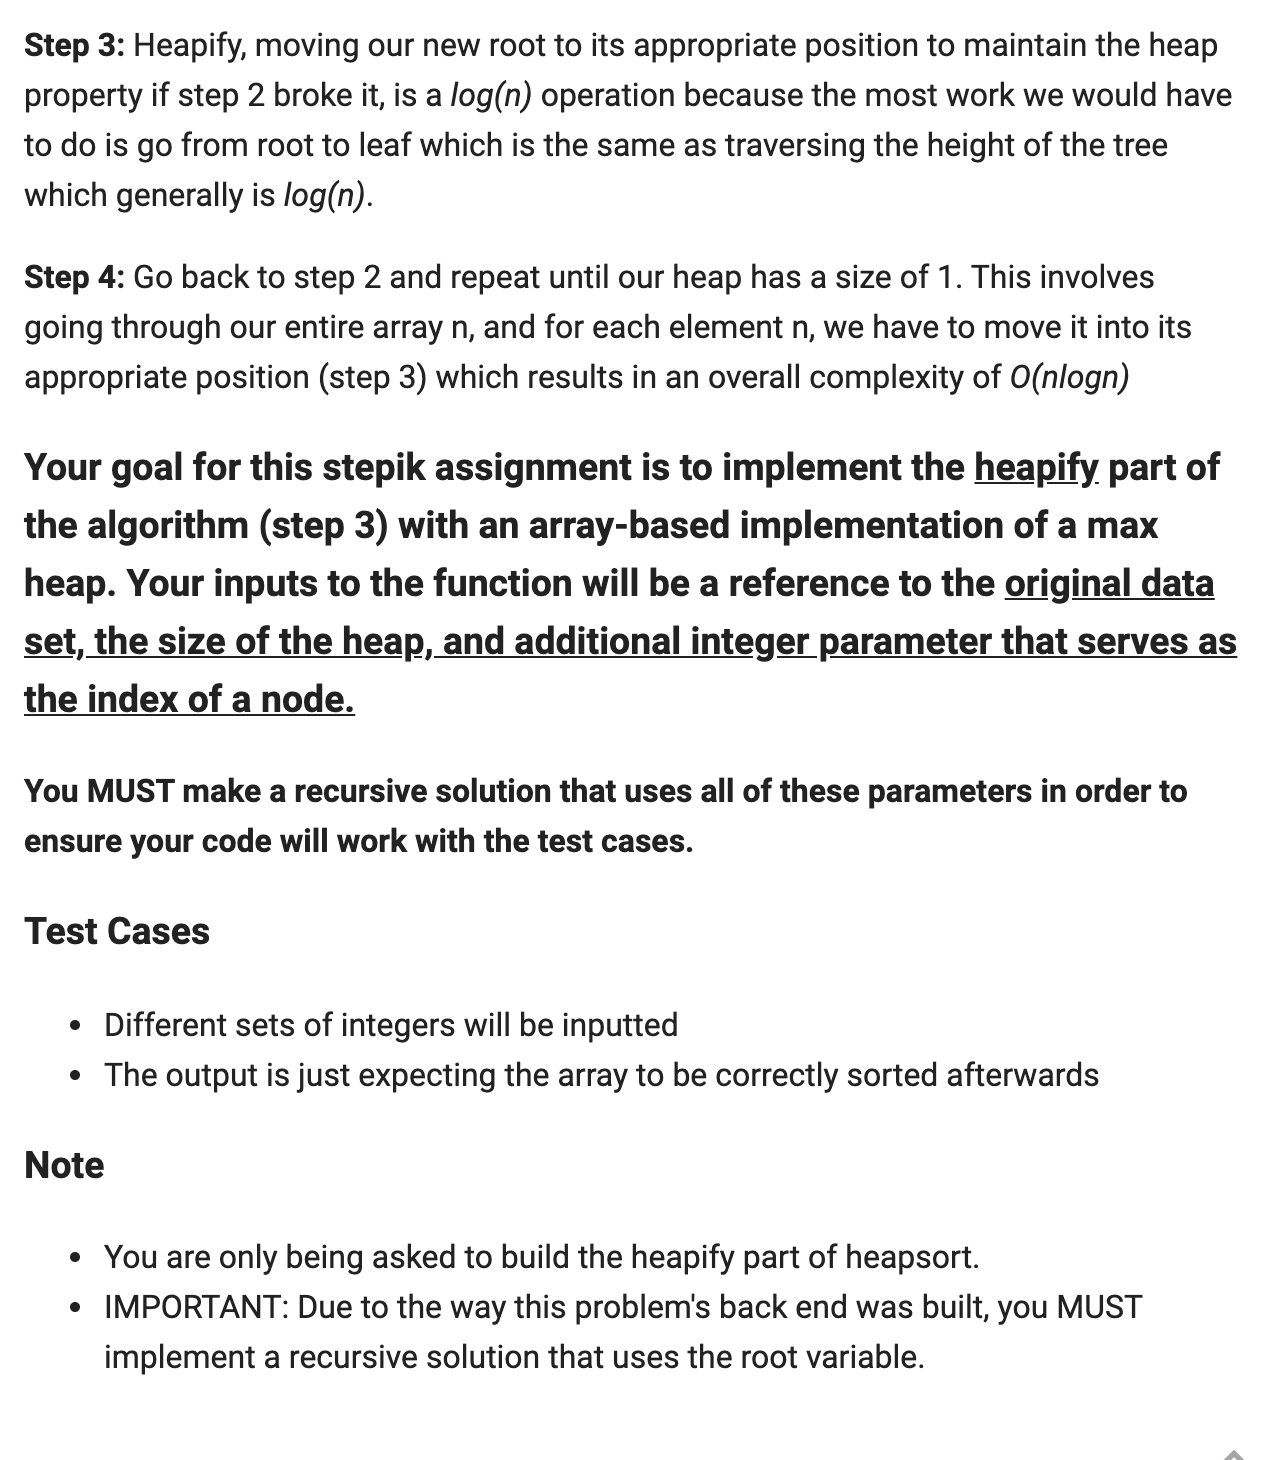 Step 3: Heapify, moving our new root to its appropriate position to maintain the heap
property if step 2 broke it, is a log(n) operation because the most work we would have
to do is go from root to leaf which is the same as traversing the height of the tree
which generally is log(n).
Step 4: Go back to step 2 and repeat until our heap has a size of 1. This involves
going through our entire array n, and for each element n, we have to move it into its
appropriate position (step 3) which results in an overall complexity of O(nlogn)
Your goal for this stepik assignment is to implement the heapify part of
the algorithm (step 3) with an array-based implementation of a max
heap. Your inputs to the function will be a reference to the original data
set, the size of the heap, and additional integer parameter that serves as
the index of a node.
You MUST make a recursive solution that uses all of these parameters in order to
ensure your code will work with the test cases.
Test Cases
• Different sets of integers will be inputted
• The output is just expecting the array to be correctly sorted afterwards
Note
• You are only being asked to build the heapify part of heapsort.
• IMPORTANT: Due to the way this problem's back end was built, you MUST
implement a recursive solution that uses the root variable.